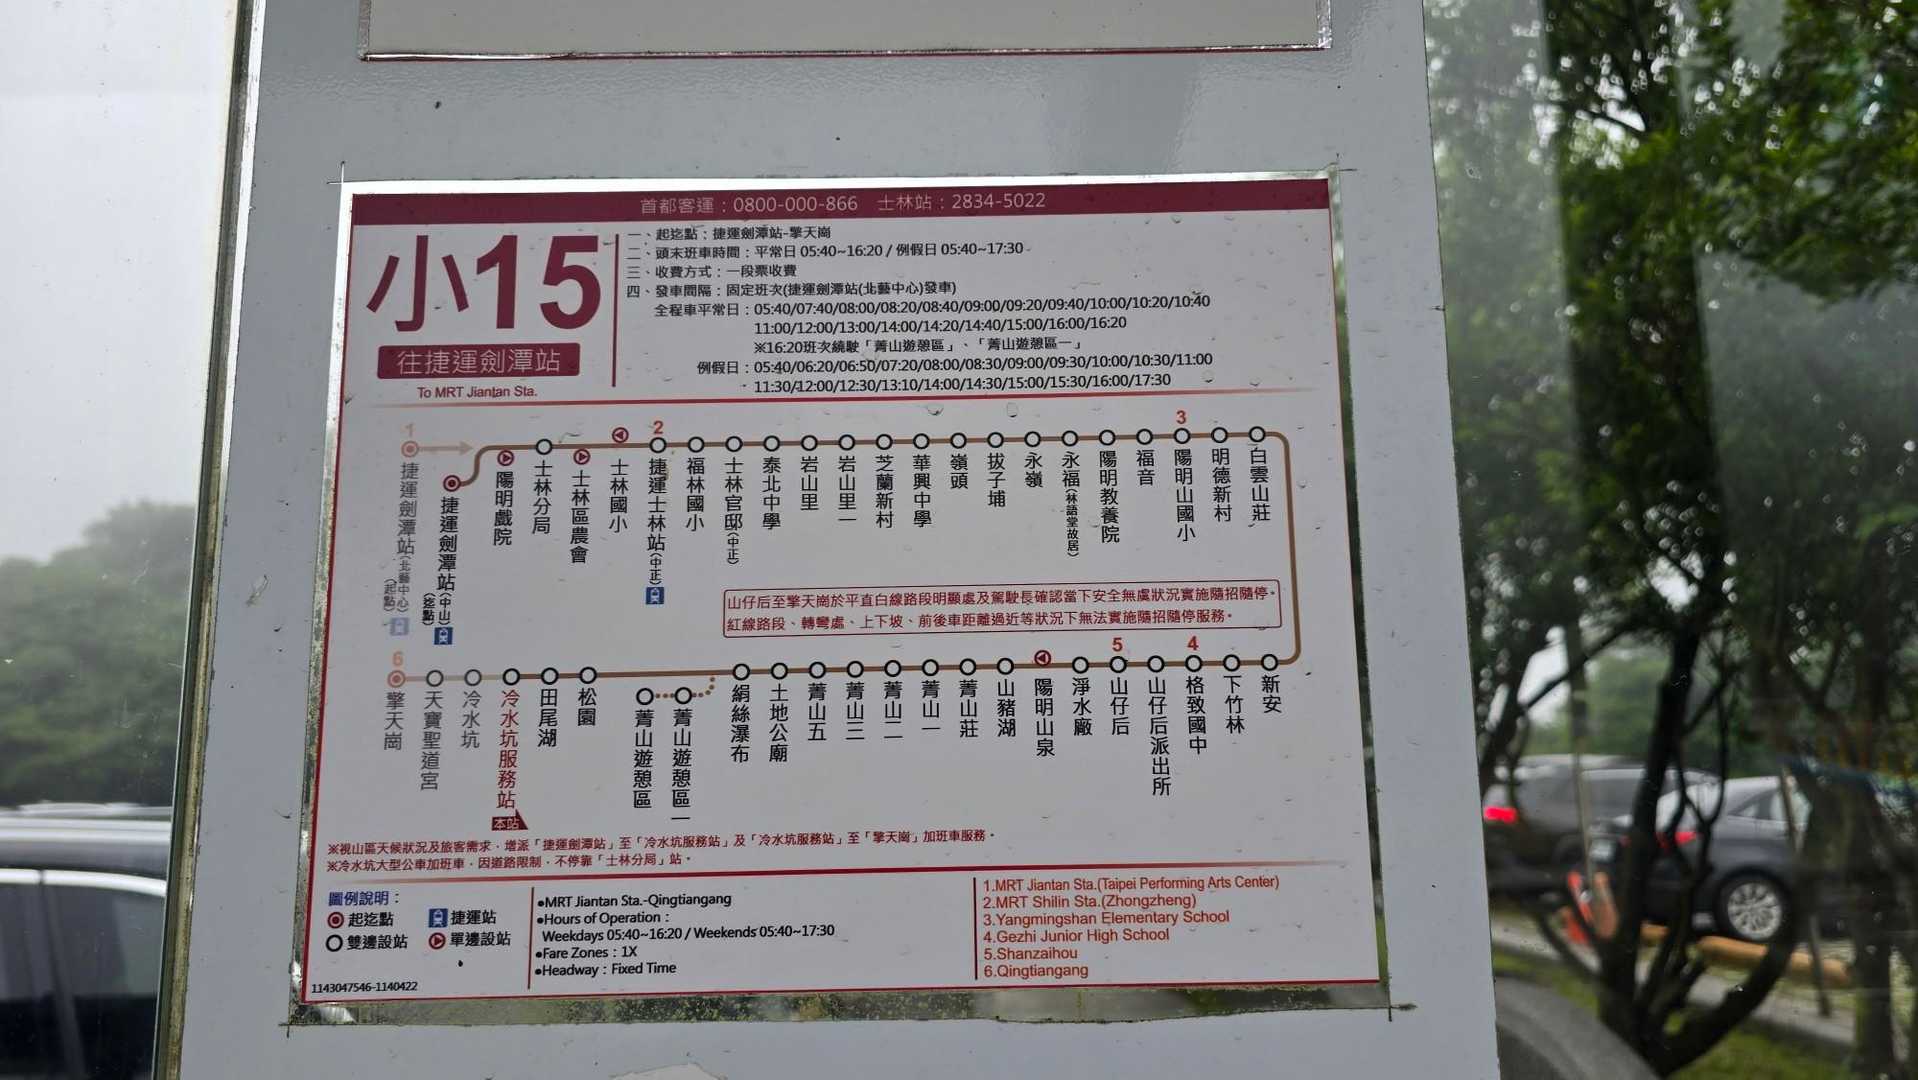 首都客運：0800-000-866 士林站：2834-5022
小15
往捷運劍潭站
To MRT Jiantan Sta.
一、起迄點：捷運劍潭站-擎天崗
二、頭末班車時間：平常日 05:40~16:20 / 例假日 05:40~17:30
三、收費方式：一段票收費
四、發車間隔：固定班次(捷運劍潭站(北藝中心)發車)
全程車平常日：05:40/07:40/08:00/08:20/08:40/09:00/09:20/09:40/10:00/10:20/10:40
11:00/12:00/13:00/14:00/14:20/14:40/15:00/16:00/16:20
※16:20班次繞駛「菁山遊憩區」、「菁山遊憩區一」
例假日：05:40/06:20/06:50/07:20/08:00/08:30/09:00/09:30/10:00/10:30/11:00
11:30/12:00/12:30/13:10/14:00/14:30/15:00/15:30/16:00/17:30
1
捷運劍潭站(北藝中心)
(起點)
捷運劍潭站(中山)
(迄點)
陽明戲院
士林分局
士林區農會
士林國小
2
捷運士林站(中正)
福林國小
士林官邸(中正)
泰北中學
岩山里
岩山里一
芝蘭新村
華興中學
嶺頭
拔子埔
永嶺
永福(林語堂故居)
陽明教養院
福音
3
陽明山國小
明德新村
白雲山莊
山仔后至擎天崗於平直白線路段明顯處及駕駛長確認當下安全無虞狀況實施隨招隨停。
紅線路段、轉彎處、上下坡、前後車距離過近等狀況下無法實施隨招隨停服務。
6
擎天崗
天寶聖道宮
冷水坑
冷水坑服務站
本站
田尾湖
松園
菁山遊憩區
菁山遊憩區一
絹絲瀑布
土地公廟
菁山五
菁山三
菁山二
菁山一
菁山莊
山豬湖
陽明山泉
淨水廠
5
山仔后
山仔后派出所
4
格致國中
下竹林
新安
※視山區天候狀況及旅客需求，增派「捷運劍潭站」至「冷水坑服務站」及「冷水坑服務站」至「擎天崗」加班車服務。
※冷水坑大型公車加班車，因道路限制，不停靠「士林分局」站。
圖例說明：
起迄點 捷運站
雙邊設站 單邊設站
1143047546-1140422
●MRT Jiantan Sta.-Qingtiangang
●Hours of Operation：
Weekdays 05:40~16:20 / Weekends 05:40~17:30
●Fare Zones：1X
●Headway：Fixed Time
1.MRT Jiantan Sta.(Taipei Performing Arts Center)
2.MRT Shilin Sta.(Zhongzheng)
3.Yangmingshan Elementary School
4.Gezhi Junior High School
5.Shanzaihou
6.Qingtiangang